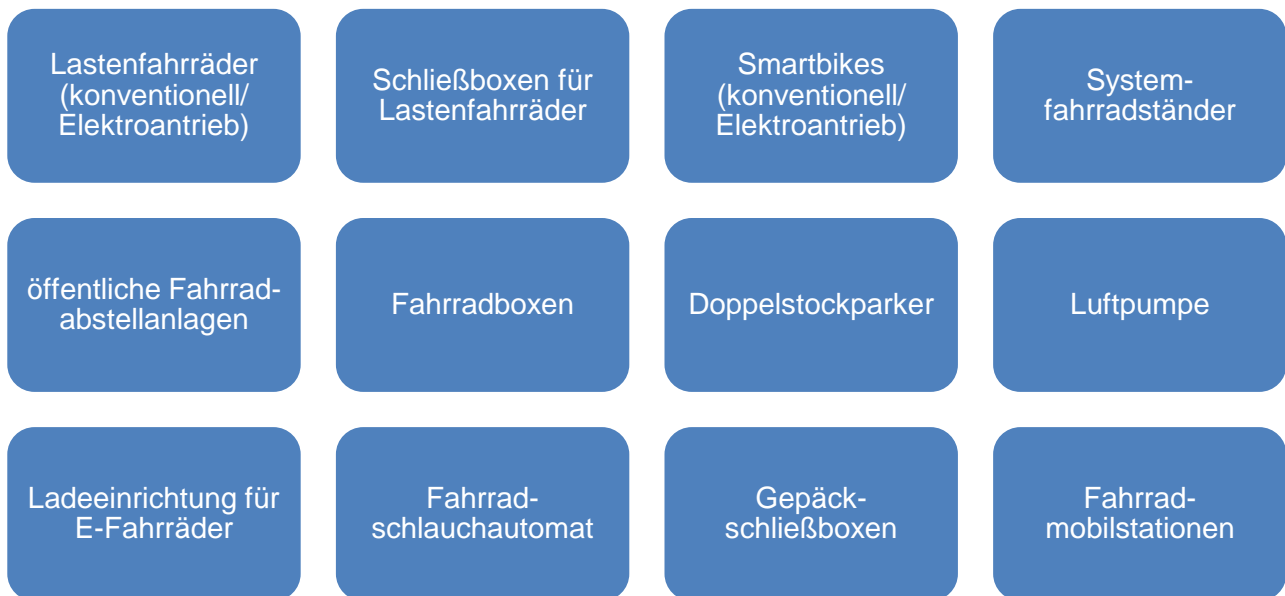 Lastenfahrräder
(konventionell/
Elektroantrieb)
Schließboxen für
Lastenfahrräder
Smartbikes
(konventionell/
Elektroantrieb)
System-
fahrradständer
öffentliche Fahrrad-
abstellanlagen
Fahrradboxen
Doppelstockparker
Luftpumpe
Ladeeinrichtung für
E-Fahrräder
Fahrrad-
schlauchautomat
Gepäck-
schließboxen
Fahrrad-
mobilstationen